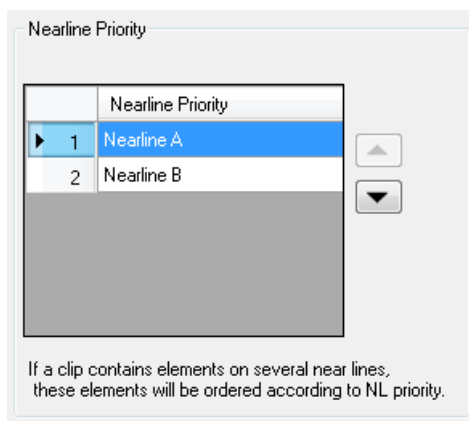 Nearline Priority
Nearline Priority
1 Nearline A
2 Nearline B
If a clip contains elements on several near lines,
these elements will be ordered according to NL priority.